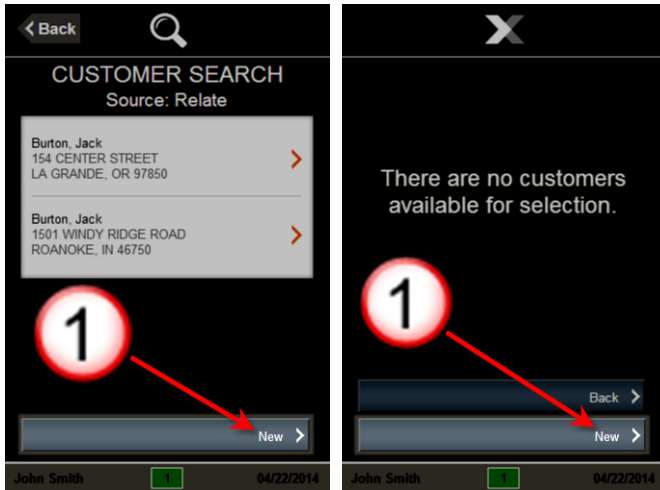 Back
CUSTOMER SEARCH
Source: Relate
Burton, Jack
154 CENTER STREET
LA GRANDE, OR 97850
Burton, Jack
1501 WINDY RIDGE ROAD
ROANOKE, IN 46750
1
New
John Smith 1 04/22/2014
There are no customers
available for selection.
1
Back
New
John Smith 1 04/22/2014